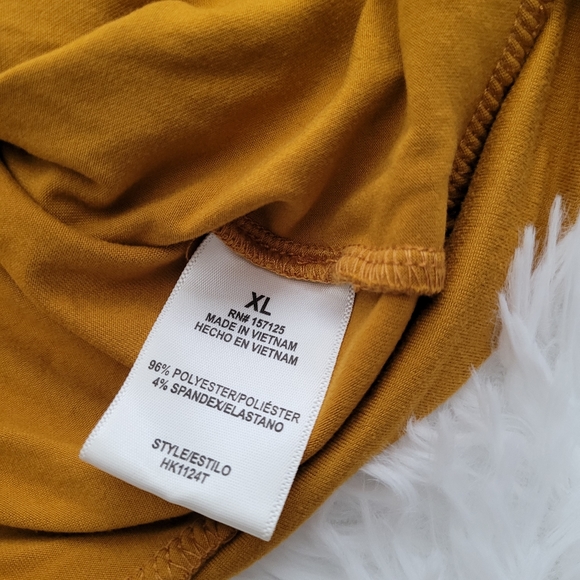 XL
RN# 157125
MADE IN VIETNAM
HECHO EN VIETNAM
96% POLYESTER/POLIÉSTER
4% SPANDEX/ELASTANO
STYLE/ESTILO
HK1124T